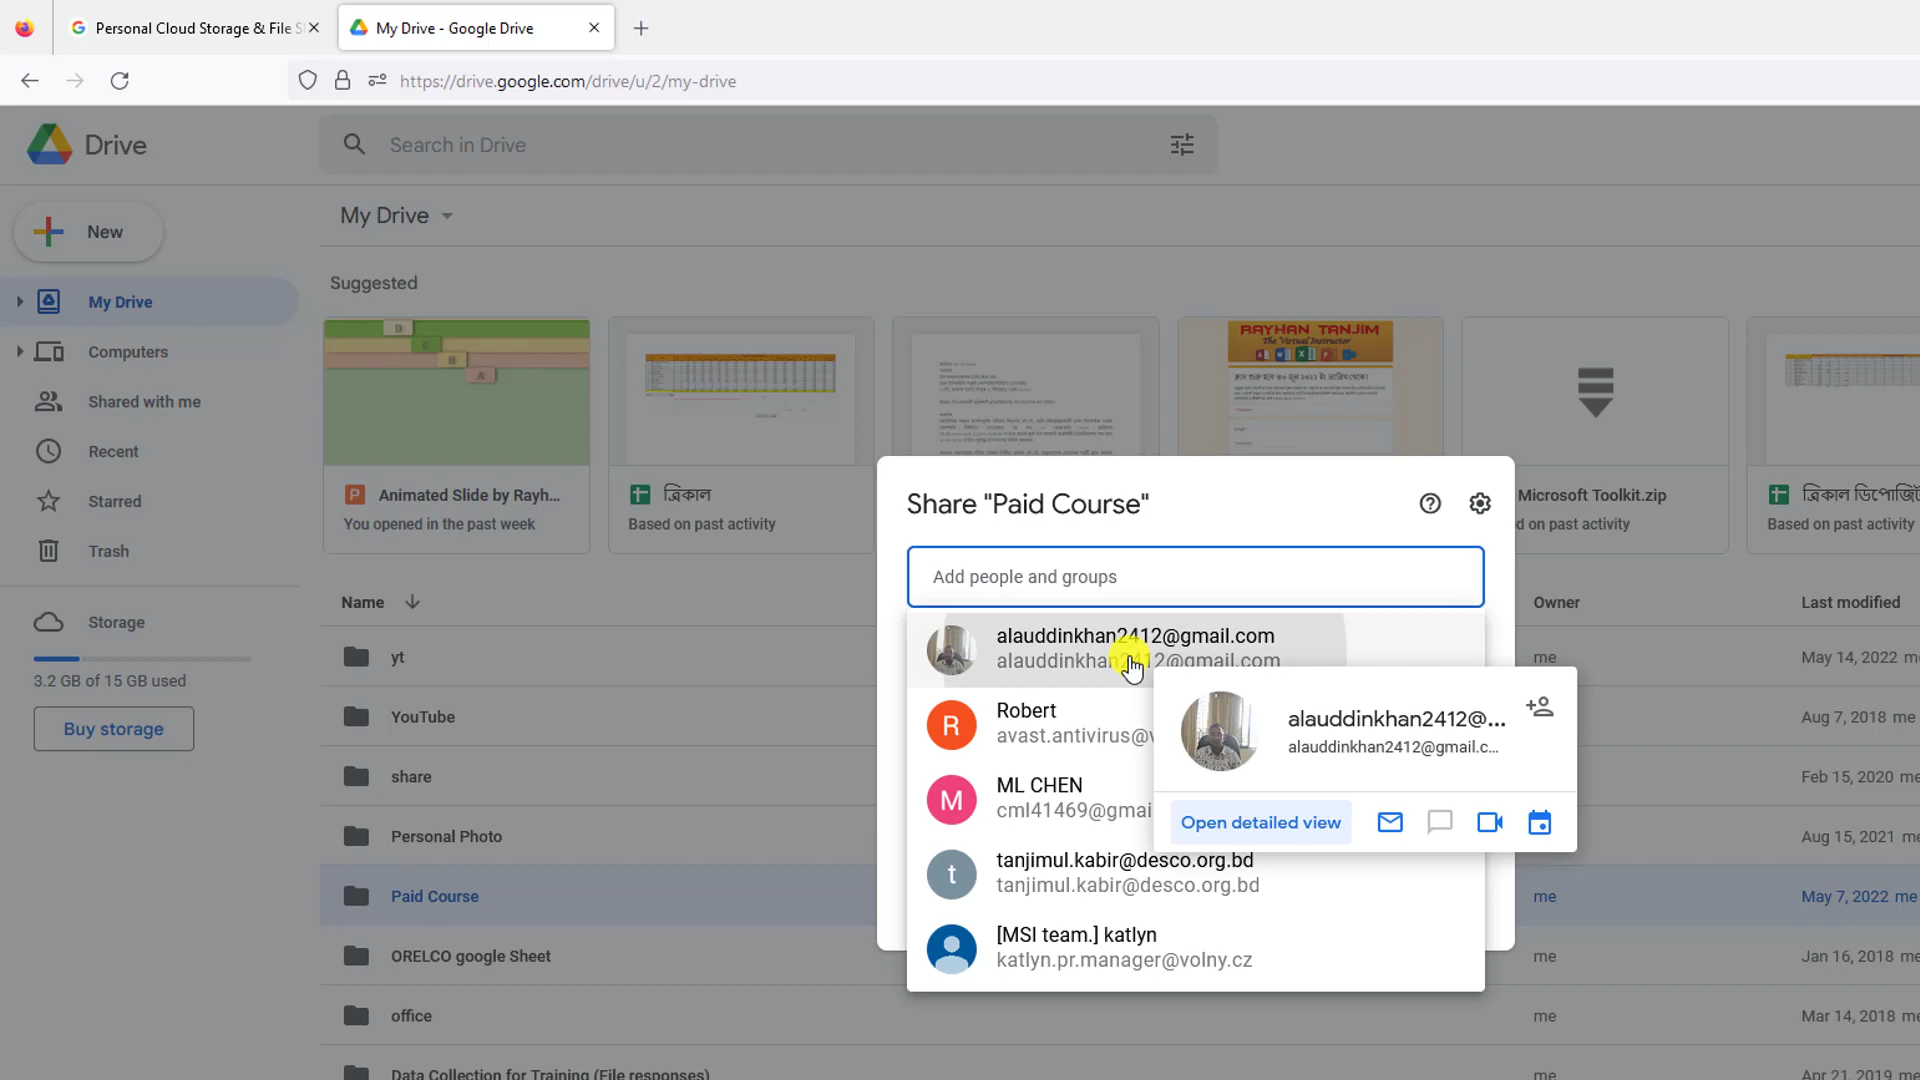 Personal Cloud Storage & File S
My Drive - Google Drive
https://drive.google.com/drive/u/2/my-drive
Drive
Search in Drive
New
My Drive
Computers
Shared with me
Recent
Starred
Trash
Storage
3.2 GB of 15 GB used
Buy storage
My Drive
Suggested
D
C
B
A
RAYHAN TANJIM
The Virtual Instructor
Animated Slide by Rayh...
You opened in the past week
ত্রিকাল
Based on past activity
Microsoft Toolkit.zip
d on past activity
ত্রিকাল ডিপোজিট
Based on past activity
Name
Owner
Last modified
yt
me
May 14, 2022 me
YouTube
Aug 7, 2018 me
share
Feb 15, 2020 me
Personal Photo
Aug 15, 2021 me
Paid Course
me
May 7, 2022 me
ORELCO google Sheet
me
Jan 16, 2018 me
office
me
Mar 14, 2018 me
Data Collection for Training (File responses)
me
Apr 21, 2019 me
Share "Paid Course"
Add people and groups
alauddinkhan2412@gmail.com
alauddinkhan2412@gmail.com
Robert
avast.antivirus@v
ML CHEN
cml41469@gmai
tanjimul.kabir@desco.org.bd
tanjimul.kabir@desco.org.bd
[MSI team.] katlyn
katlyn.pr.manager@volny.cz
alauddinkhan2412@...
alauddinkhan2412@gmail.c...
Open detailed view
R
M
t